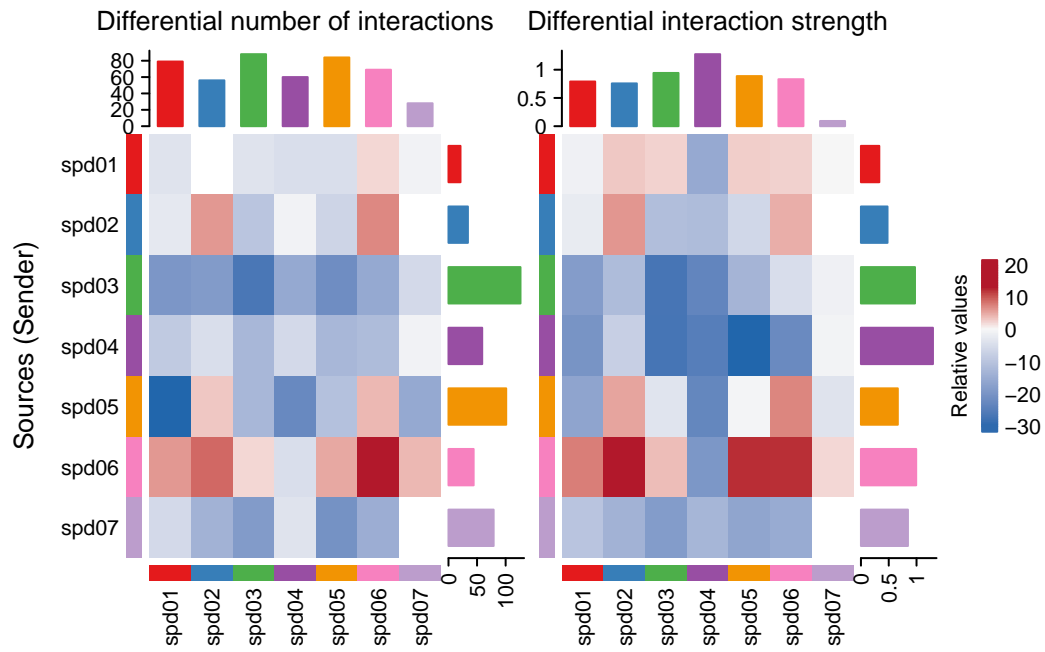 Differential number of interactions
Differential interaction strength
80
60
40
20
0
1
0.5
0
Sources (Sender)
spd01
spd02
spd03
spd04
spd05
spd06
spd07
0
50
100
0
0.5
1
spd01
spd02
spd03
spd04
spd05
spd06
spd07
spd01
spd02
spd03
spd04
spd05
spd06
spd07
Relative values
20
10
0
−10
−20
−30